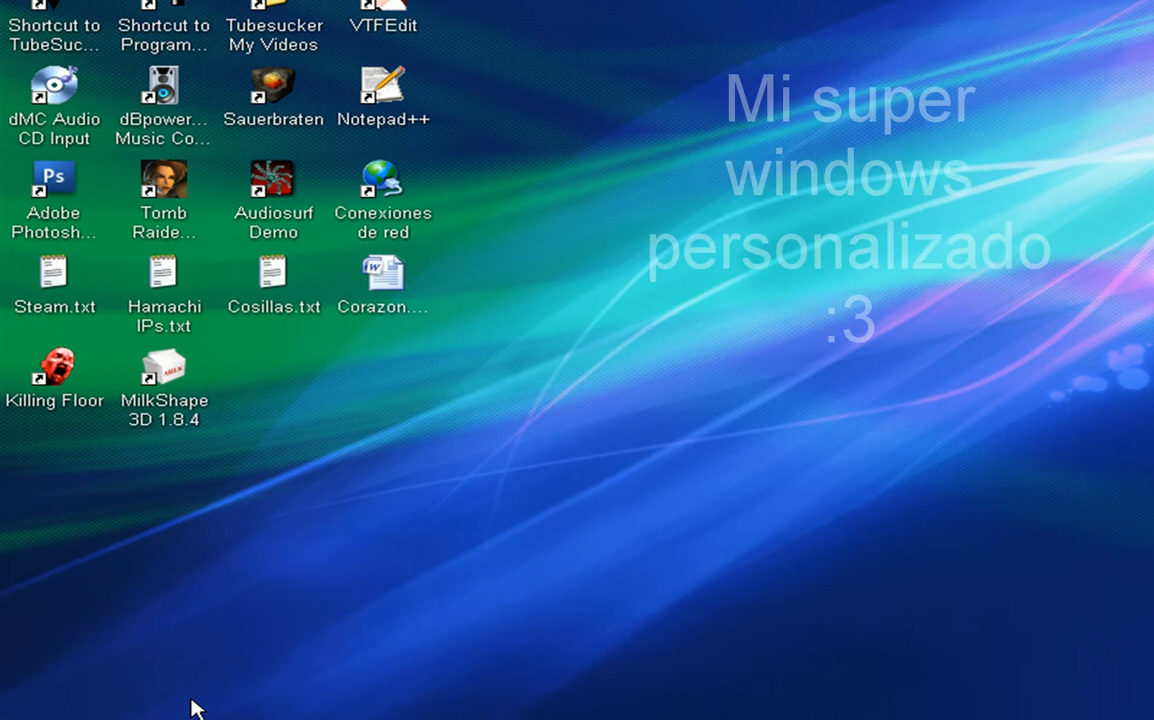 Shortcut to
TubeSuc...
Shortcut to
Program...
Tubesucker
My Videos
VTFEdit
dMC Audio
CD Input
dBpower...
Music Co...
Sauerbraten
Notepad++
Ps
Adobe
Photosh...
Tomb
Raide...
Audiosurf
Demo
Conexiones
de red
Steam.txt
Hamachi
IPs.txt
Cosillas.txt
W
Corazon....
Killing Floor
MILK
MilkShape
3D 1.8.4
Mi super
windows
personalizado
:3